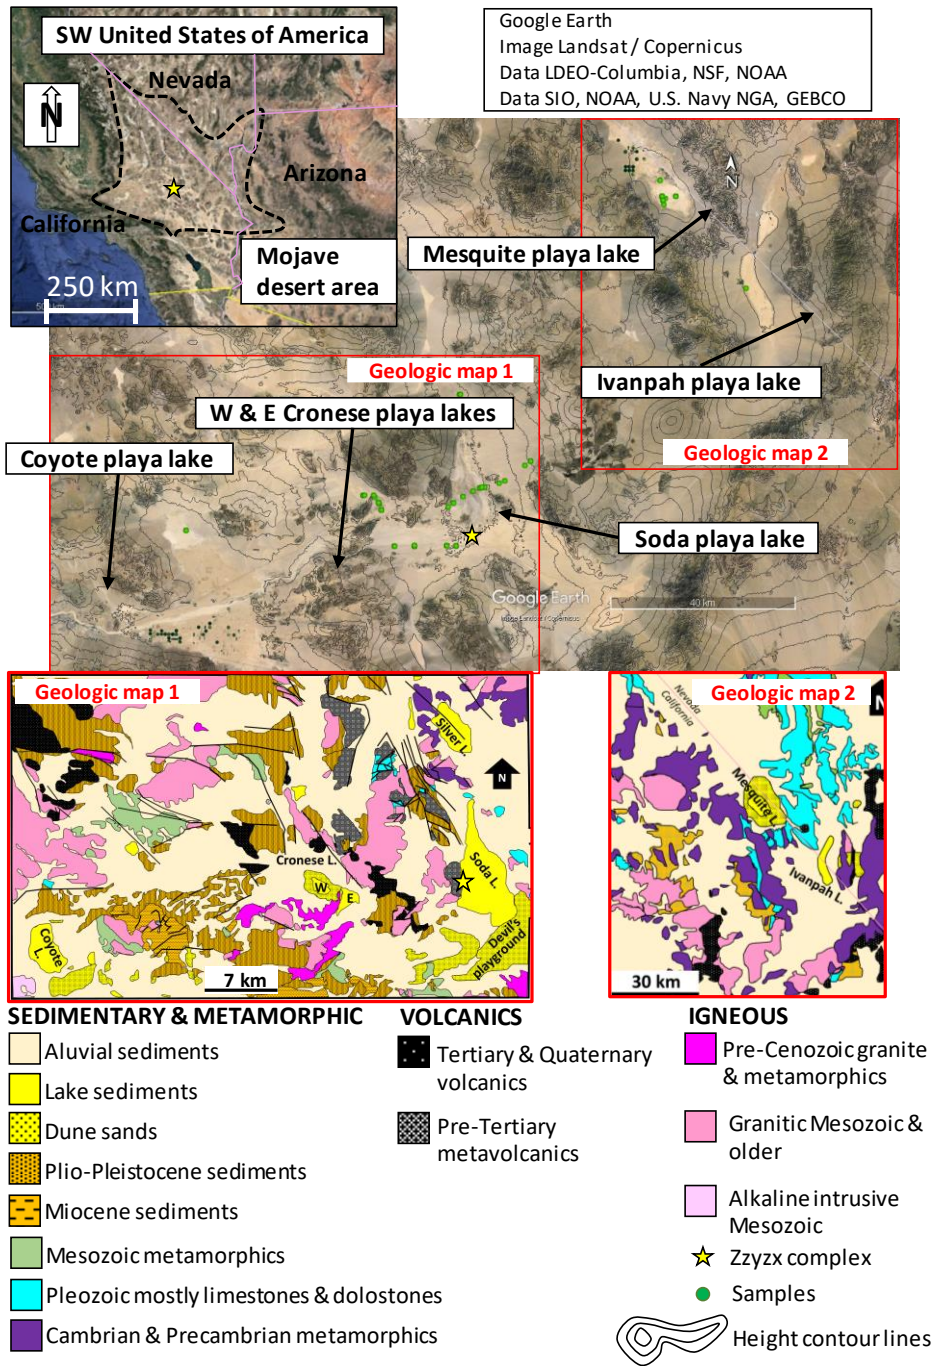 SW United States of America
N
Nevada
Arizona
California
Mojave
desert area
250 km
Google Earth
Image Landsat / Copernicus
Data LDEO-Columbia, NSF, NOAA
Data SIO, NOAA, U.S. Navy NGA, GEBCO
N
Mesquite playa lake
Ivanpah playa lake
Geologic map 2
Geologic map 1
W & E Cronese playa lakes
Coyote playa lake
Soda playa lake
Google Earth
Image Landsat / Copernicus
40 km
Geologic map 1
Silver L.
N
Cronese L.
W
E
Soda L.
Coyote
L.
Devil's
playground
7 km
Geologic map 2
N
Nevada
California
Mesquite L.
Ivanpah L.
30 km
SEDIMENTARY & METAMORPHIC
Aluvial sediments
Lake sediments
Dune sands
Plio-Pleistocene sediments
Miocene sediments
Mesozoic metamorphics
Pleozoic mostly limestones & dolostones
Cambrian & Precambrian metamorphics
VOLCANICS
Tertiary & Quaternary
volcanics
Pre-Tertiary
metavolcanics
IGNEOUS
Pre-Cenozoic granite
& metamorphics
Granitic Mesozoic &
older
Alkaline intrusive
Mesozoic
Zzyzx complex
Samples
Height contour lines